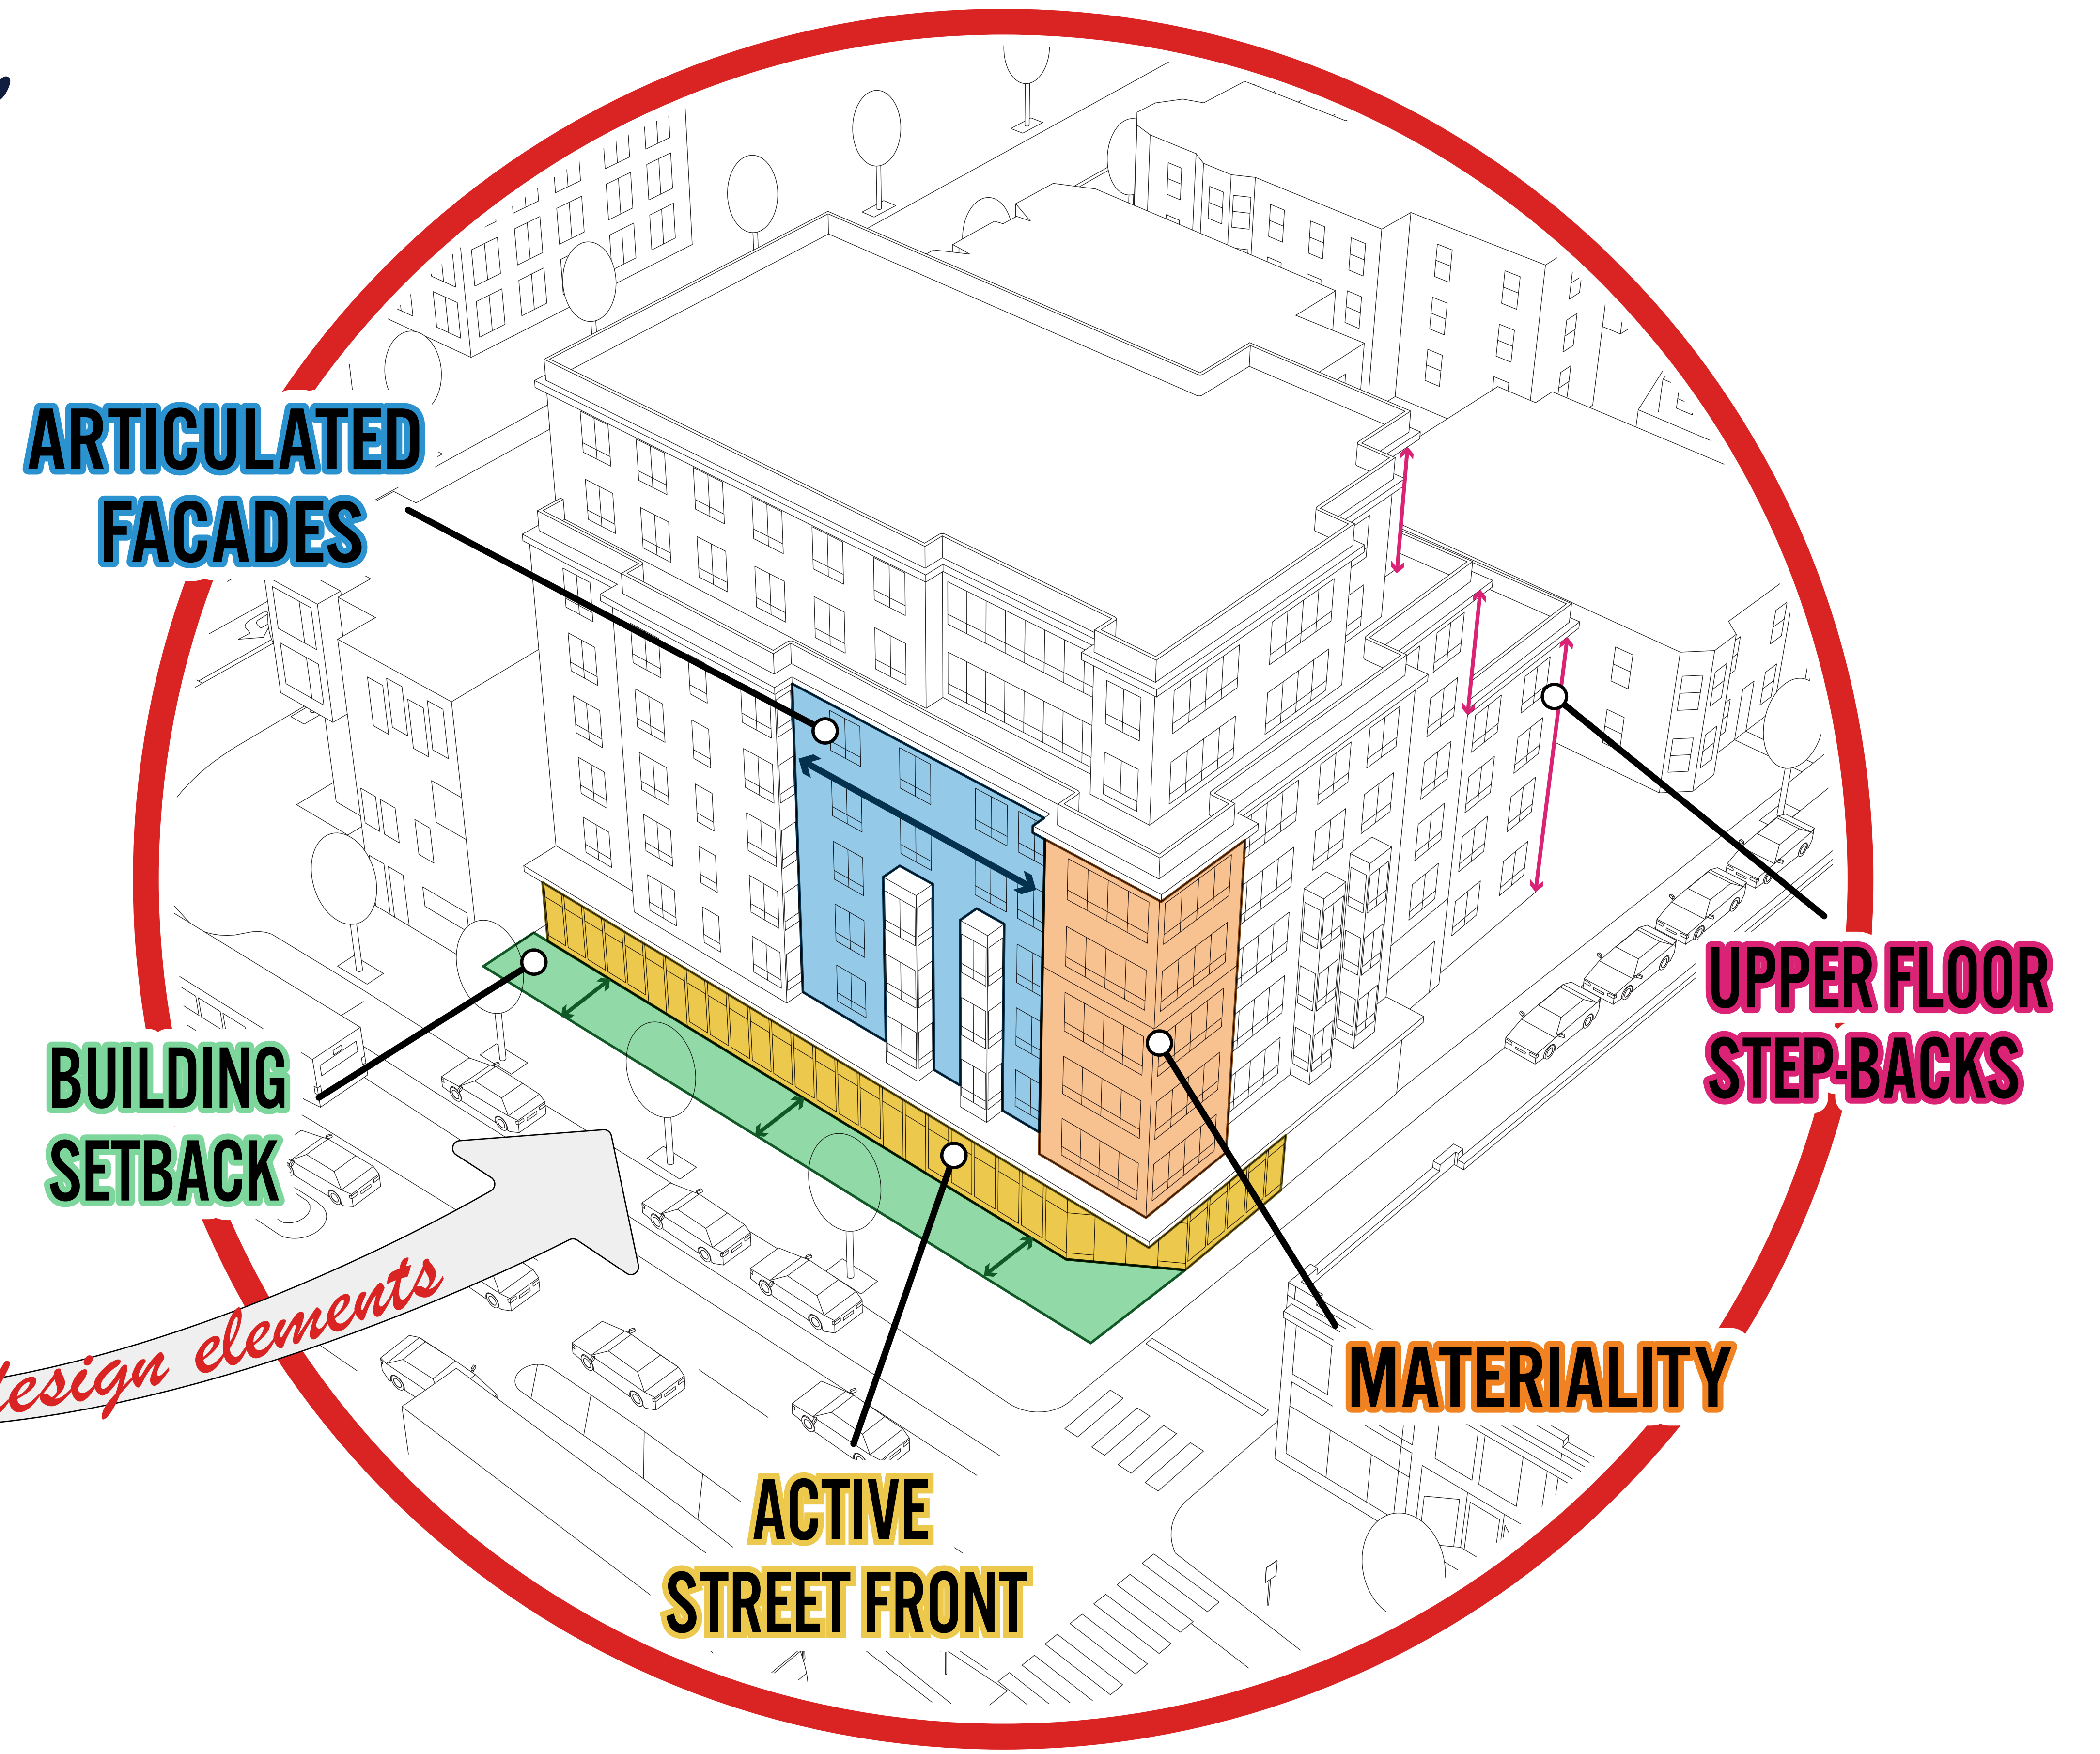 ARTICULATED
FACADES
BUILDING
SETBACK
UPPER FLOOR
STEP-BACKS
design elements
MATERIALITY
ACTIVE
STREET FRONT